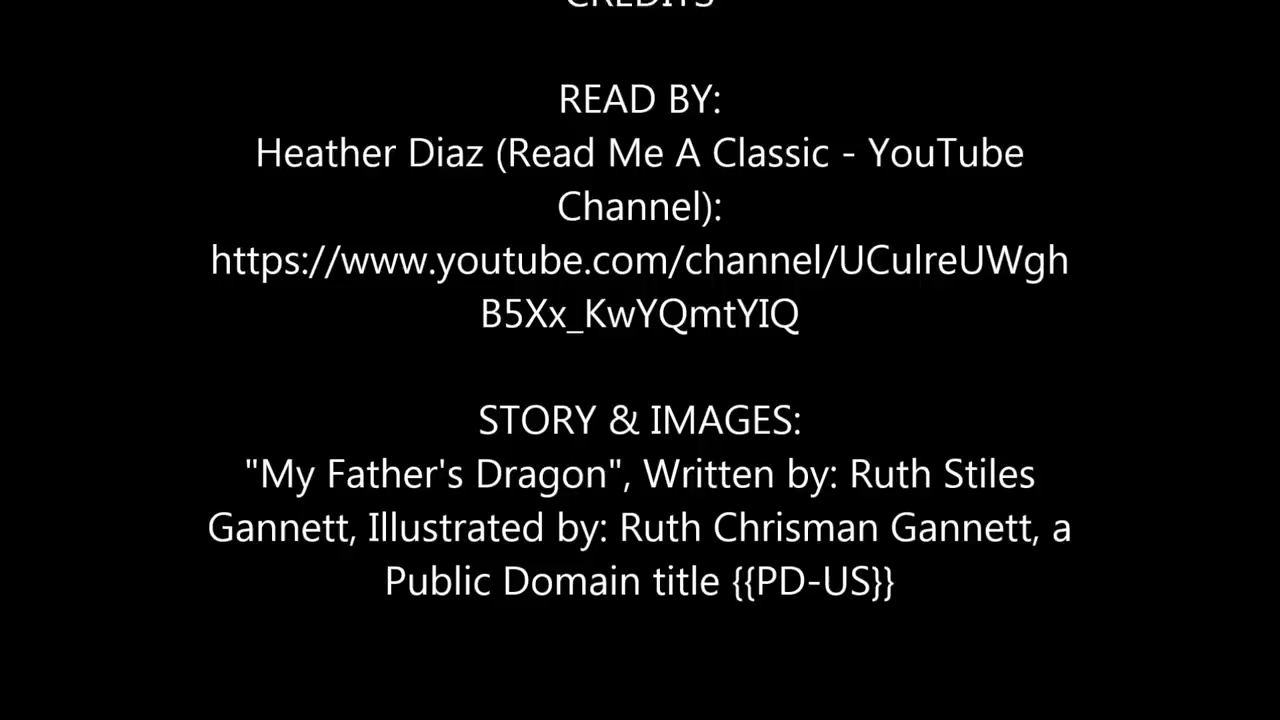 CREDITS
READ BY:
Heather Diaz (Read Me A Classic - YouTube
Channel):
https://www.youtube.com/channel/UCulreUWgh
B5Xx_KwYQmtYIQ
STORY & IMAGES:
"My Father's Dragon", Written by: Ruth Stiles
Gannett, Illustrated by: Ruth Chrisman Gannett, a
Public Domain title {{PD-US}}